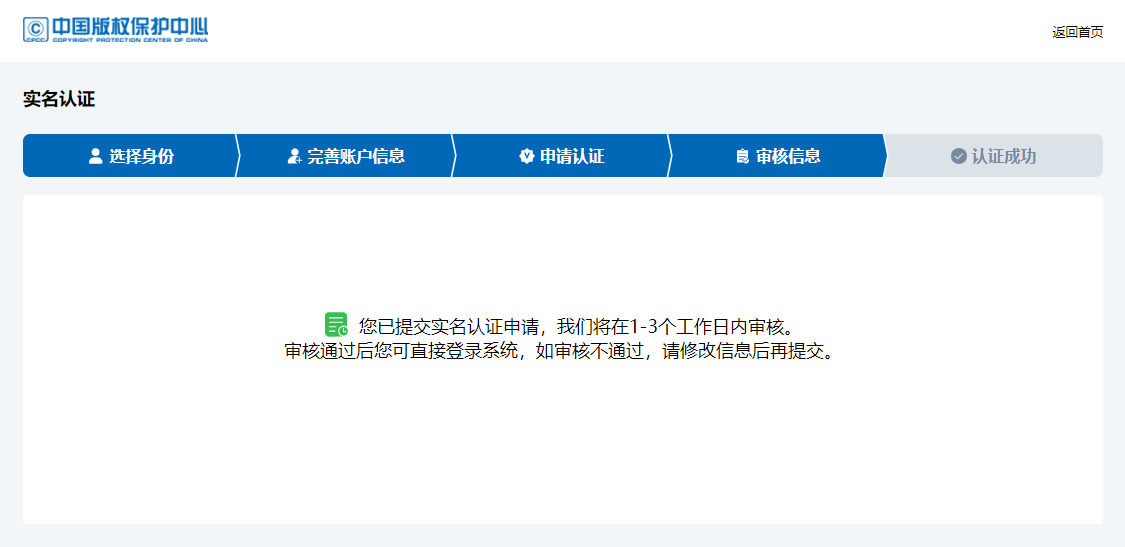 中国版权保护中心
CPCC COPYRIGHT PROTECTION CENTER OF CHINA
返回首页
实名认证
选择身份 完善账户信息 申请认证 审核信息 认证成功
您已提交实名认证申请，我们将在1-3个工作日内审核。
审核通过后您可直接登录系统，如审核不通过，请修改信息后再提交。